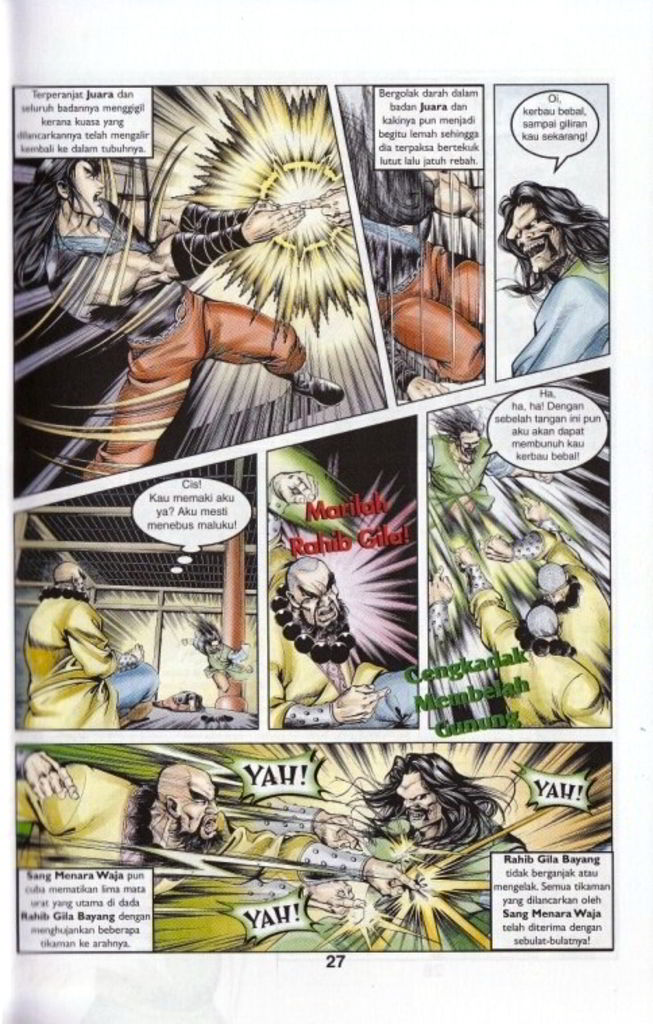 Terperanjat Juara dan
seluruh badannya menggigil
kerana kuasa yang
dilancarkannya telah mengalir
kembali ke dalam tubuhnya.
Bergolak darah dalam
badan Juara dan
kakinya pun menjadi
begitu lemah sehingga
dia terpaksa bertekuk
lutut lalu jatuh rebah.
Oi,
kerbau bebal,
sampai giliran
kau sekarang!
Cis!
Kau memaki aku
ya? Aku mesti
menebus maluku!
Marilah
Rahib Gila!
Ha,
ha, ha! Dengan
sebelah tangan ini pun
aku akan dapat
membunuh kau
kerbau bebal!
Cengkadak
Membelah
Gunung
YAH!
YAH!
YAH!
Sang Menara Waja pun
cuba mematikan lima mata
urat yang utama di dada
Rahib Gila Bayang dengan
menghujankan beberapa
tikaman ke arahnya.
Rahib Gila Bayang
tidak berganjak atau
mengelak. Semua tikaman
yang dilancarkan oleh
Sang Menara Waja
telah diterima dengan
sebulat-bulatnya!
27